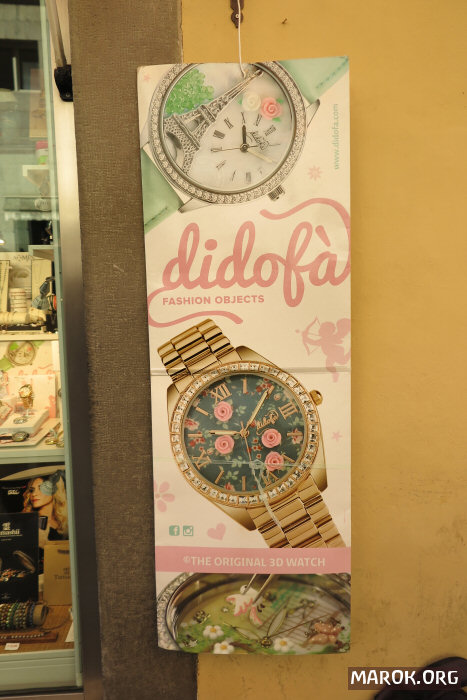 www.didofa.com
didofà
FASHION OBJECTS
THE ORIGINAL 3D WATCH
MAROK.ORG